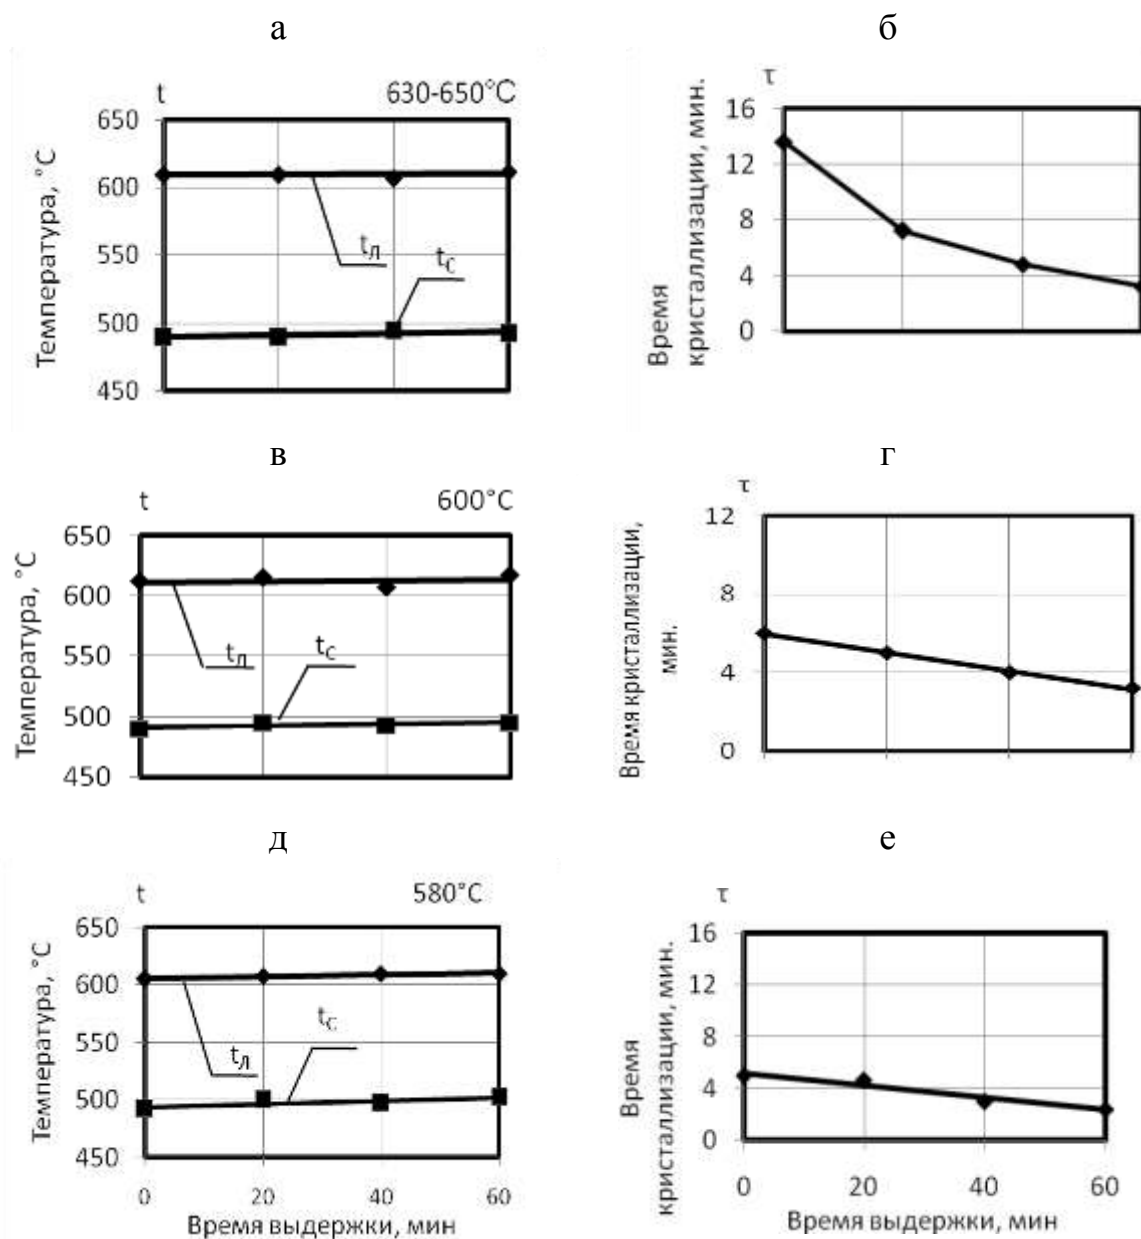 а
б
t
630-650°C
650
600
550
500
450
Температура, °С
tл
tс
τ
16
12
8
4
0
Время
кристаллизации, мин.
в
г
t
600°C
650
600
550
500
450
Температура, °С
tл
tс
τ
12
8
4
0
Время кристаллизации,
мин.
д
е
t
580°C
650
600
550
500
450
Температура, °С
tл
tс
0 20 40 60
Время выдержки, мин
τ
16
12
8
4
0
Время
кристаллизации, мин.
0 20 40 60
Время выдержки, мин